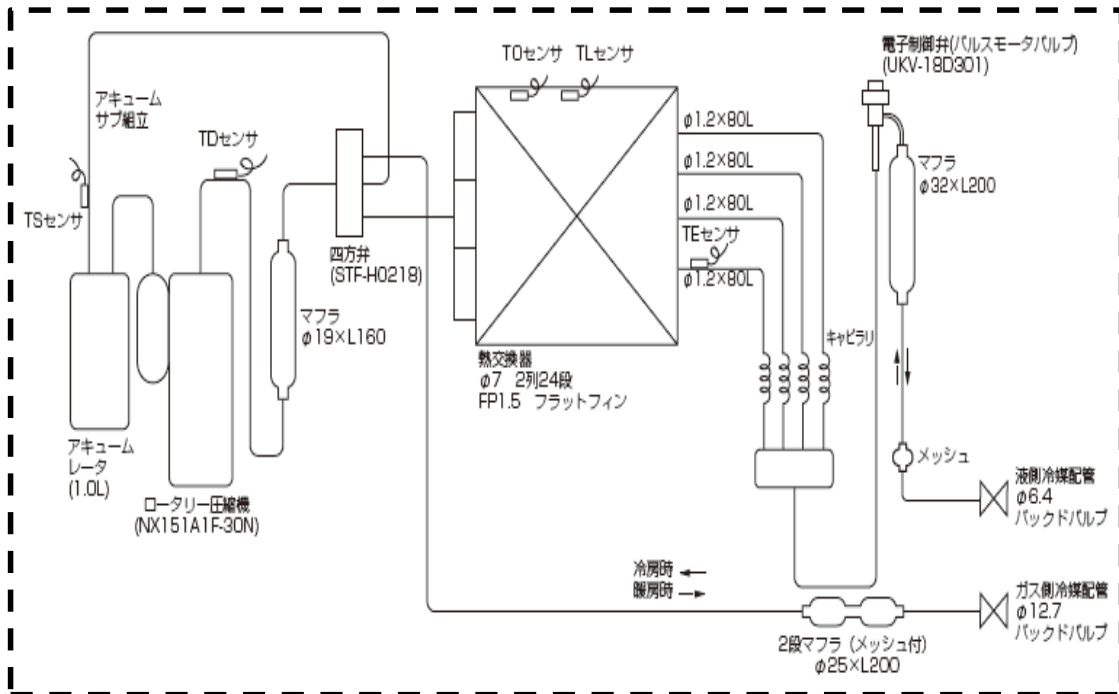 アキューム
サブ組立
TDセンサ
TSセンサ
アキューム
レータ
(1.0L)
ロータリー圧縮機
(NX151A1F-30N)
マフラ
φ19×L160
四方弁
(STF-H0218)
TOセンサ TLセンサ
熱交換器
φ7 2列24段
FP1.5 フラットフィン
φ1.2×80L
φ1.2×80L
φ1.2×80L
TEセンサ
φ1.2×80L
キャピラリ
電子制御弁(パルスモータバルブ)
(UKV-18D301)
マフラ
φ32×L200
メッシュ
液側冷媒配管
φ6.4
パックドバルブ
冷房時
暖房時
2段マフラ (メッシュ付)
φ25×L200
ガス側冷媒配管
φ12.7
パックドバルブ